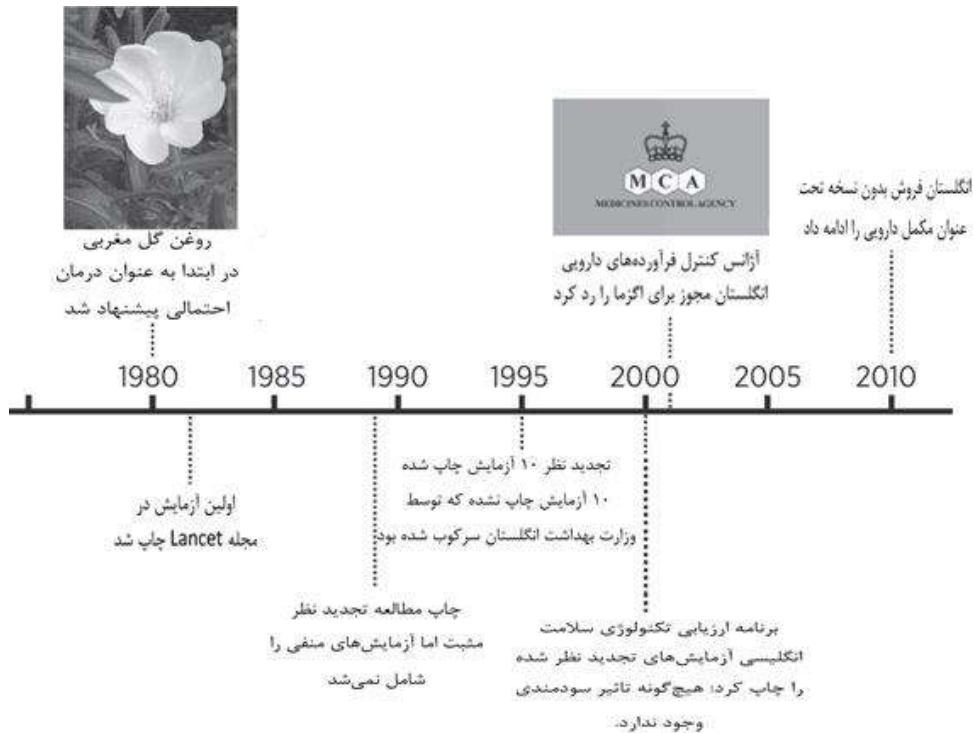 روغن گل مغربی
در ابتدا به عنوان درمان
احتمالی پیشنهاد شد
M C A
MEDICINES CONTROL AGENCY
آژانس کنترل فرآورده‌های دارویی
انگلستان مجوز برای اگزما را رد کرد
انگلستان فروش بدون نسخه تحت
عنوان مکمل دارویی را ادامه داد
1980 1985 1990 1995 2000 2005 2010
اولین آزمایش در
مجله Lancet چاپ شد
چاپ مطالعه تجدید نظر
مثبت اما آزمایش‌های منفی را
شامل نمی‌شد
تجدید نظر ۱۰ آزمایش چاپ شده
۱۰ آزمایش چاپ نشده که توسط
وزارت بهداشت انگلستان سرکوب شده بود
برنامه ارزیابی تکنولوژی سلامت
انگلیسی آزمایش‌های تجدید نظر شده
را چاپ کرد: هیچ‌گونه تاثیر سودمندی
وجود ندارد.